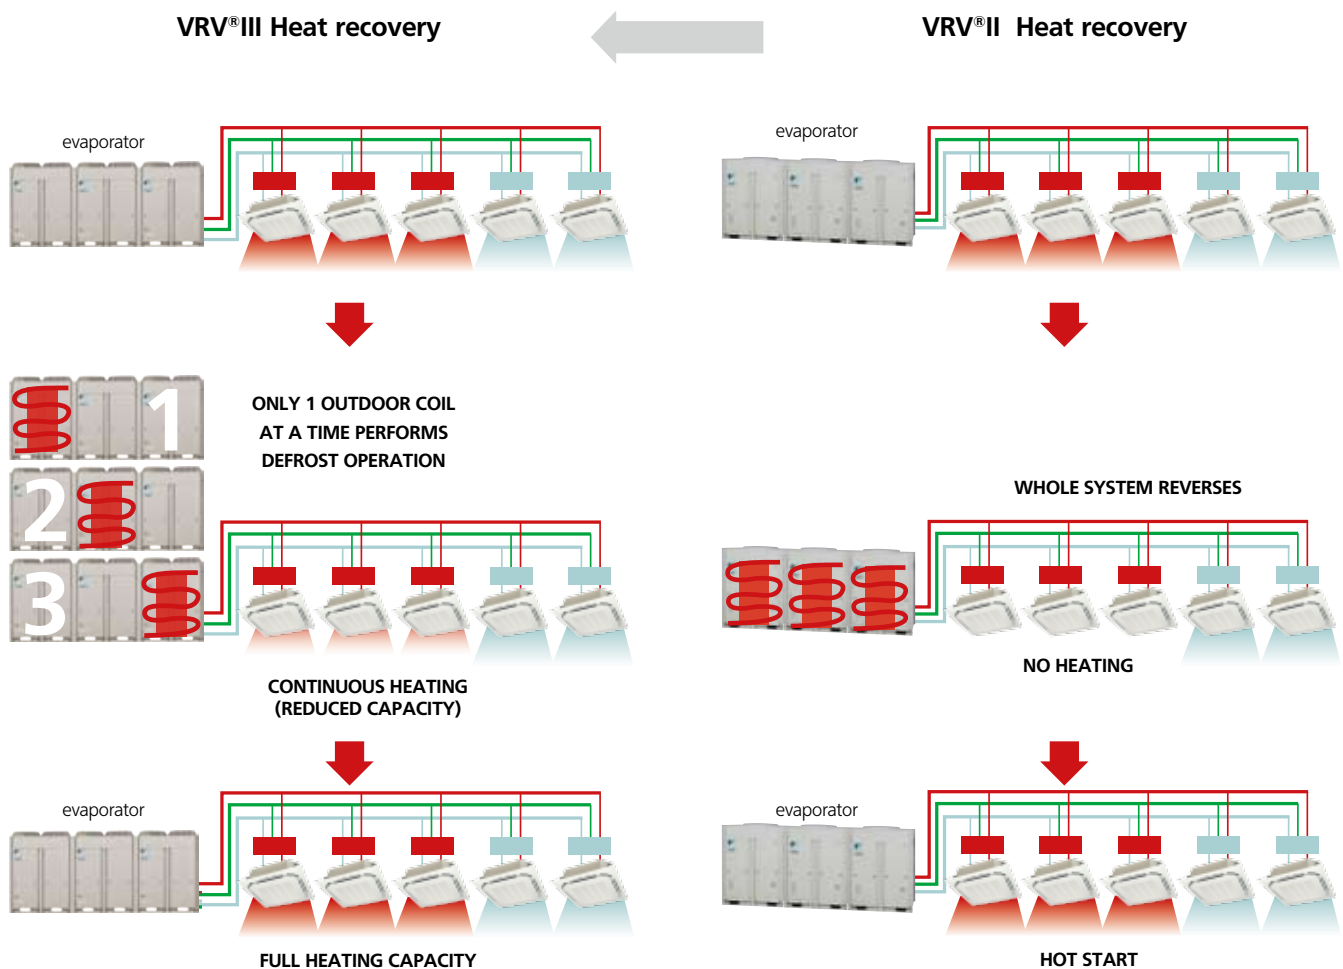 VRV®III Heat recovery
VRV®II Heat recovery
evaporator
evaporator
1
2
3
ONLY 1 OUTDOOR COIL
AT A TIME PERFORMS
DEFROST OPERATION
WHOLE SYSTEM REVERSES
CONTINUOUS HEATING
(REDUCED CAPACITY)
NO HEATING
evaporator
evaporator
FULL HEATING CAPACITY
HOT START